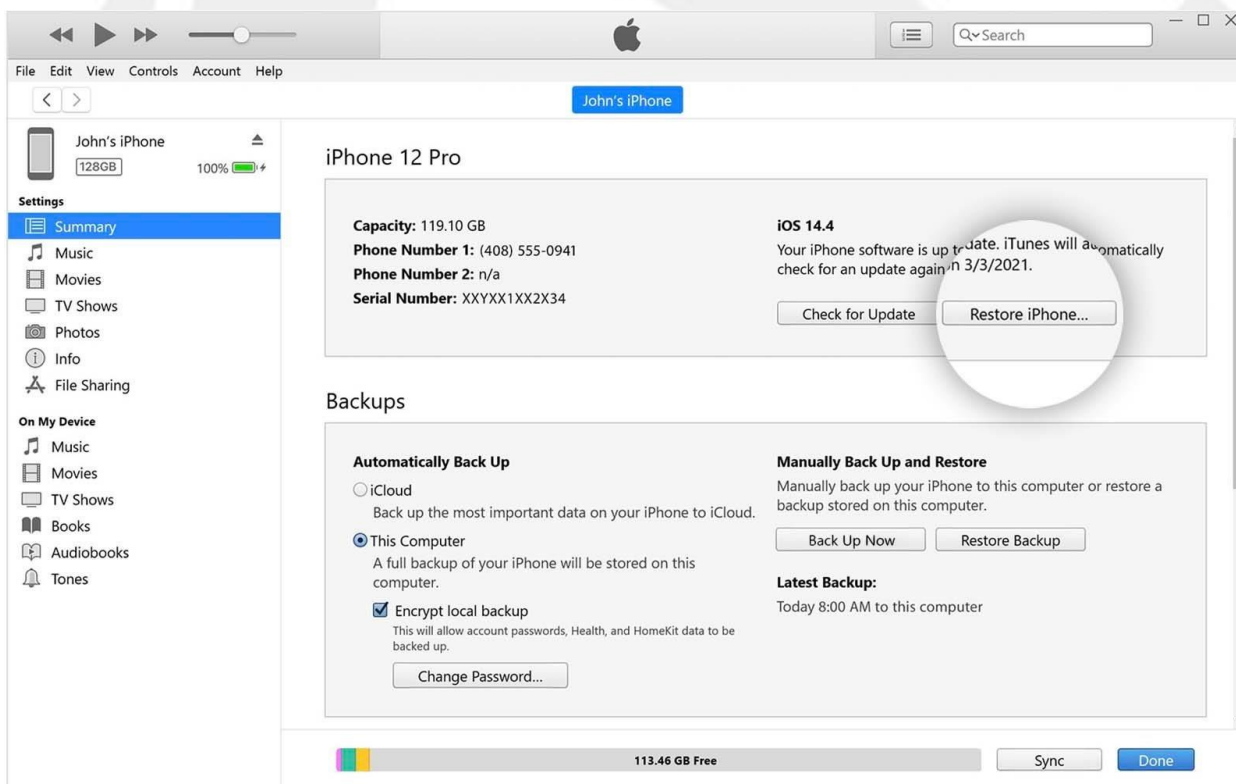 Search
File Edit View Controls Account Help
John's iPhone
John's iPhone
128GB
100%
Settings
Summary
Music
Movies
TV Shows
Photos
Info
File Sharing
On My Device
Music
Movies
TV Shows
Books
Audiobooks
Tones
iPhone 12 Pro
Capacity: 119.10 GB
Phone Number 1: (408) 555-0941
Phone Number 2: n/a
Serial Number: XXYXX1XX2X34
iOS 14.4
Your iPhone software is up to date. iTunes will automatically
check for an update again on 3/3/2021.
Check for Update
Restore iPhone...
Backups
Automatically Back Up
iCloud
Back up the most important data on your iPhone to iCloud.
This Computer
A full backup of your iPhone will be stored on this
computer.
Encrypt local backup
This will allow account passwords, Health, and HomeKit data to be
backed up.
Change Password...
Manually Back Up and Restore
Manually back up your iPhone to this computer or restore a
backup stored on this computer.
Back Up Now
Restore Backup
Latest Backup:
Today 8:00 AM to this computer
113.46 GB Free
Sync
Done